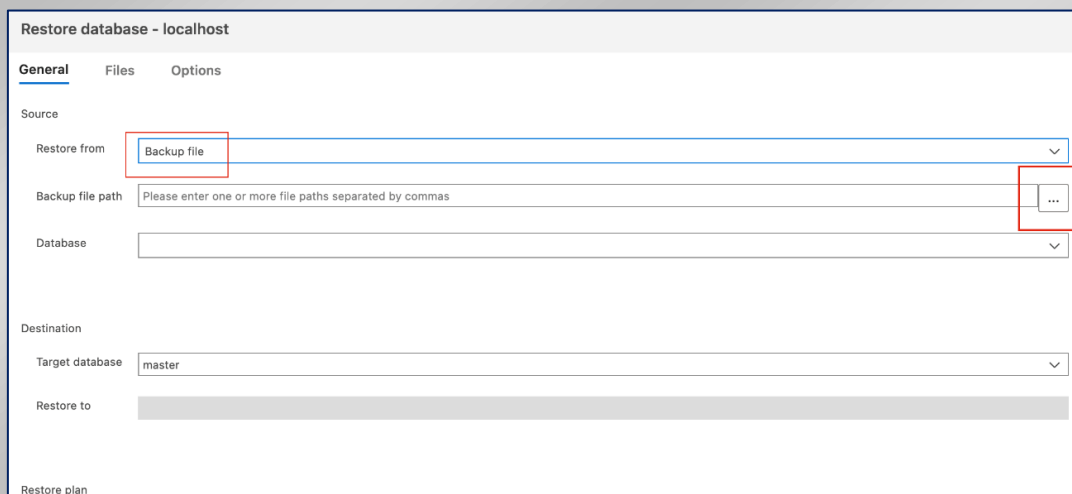 Restore database - localhost
General Files Options
Source
Restore from Backup file
Backup file path Please enter one or more file paths separated by commas ...
Database
Destination
Target database master
Restore to
Restore plan